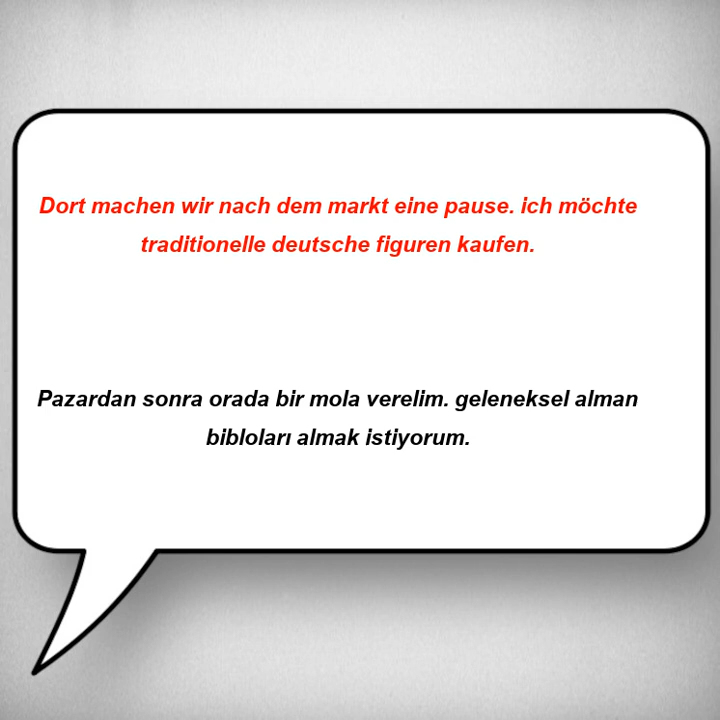 Dort machen wir nach dem markt eine pause. ich möchte
traditionelle deutsche figuren kaufen.
Pazardan sonra orada bir mola verelim. geleneksel alman
bibloları almak istiyorum.